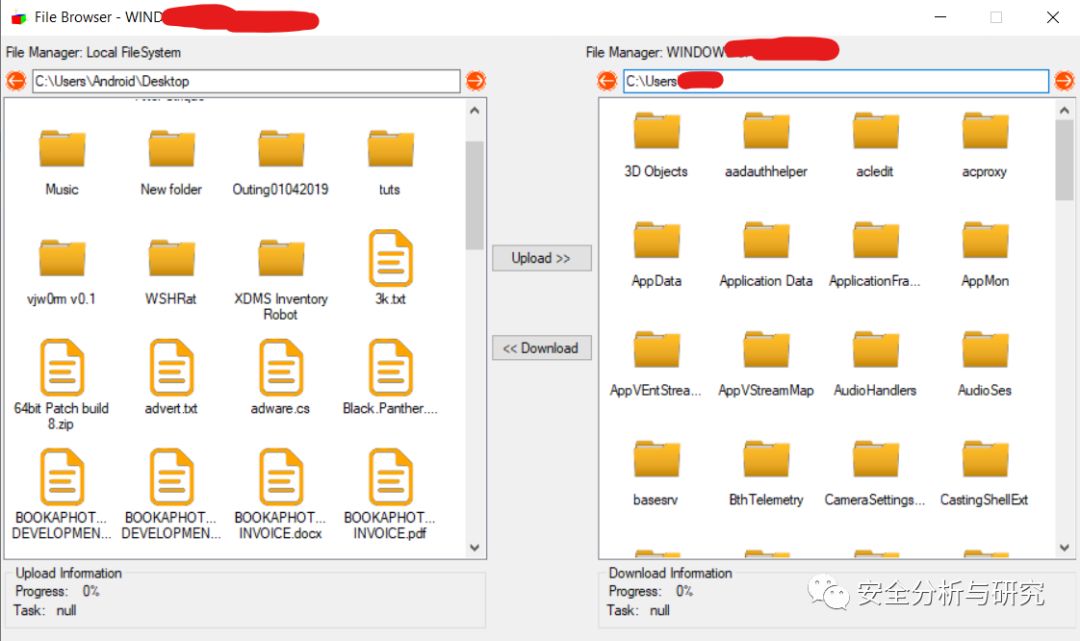 File Browser - WIND
File Manager: Local FileSystem
File Manager: WINDOW
C:\Users\Android\Desktop
C:\Users
Music
New folder
Outing01042019
tuts
3D Objects
aadauthhelper
acledit
acproxy
vjw0rm v0.1
WSHRat
XDMS Inventory
Robot
3k.txt
Upload >>
AppData
Application Data
ApplicationFra...
AppMon
64bit Patch build
8.zip
advert.txt
adware.cs
Black.Panther....
<< Download
AppVEntStrea...
AppVStreamMap
AudioHandlers
AudioSes
BOOKAPHOT...
DEVELOPMEN...
BOOKAPHOT...
DEVELOPMEN...
BOOKAPHOT...
INVOICE.docx
BOOKAPHOT...
INVOICE.pdf
basesrv
BthTelemetry
CameraSettings...
CastingShellExt
Upload Information
Progress: 0%
Task: null
Download Information
Progress: 0%
Task: null
安全分析与研究